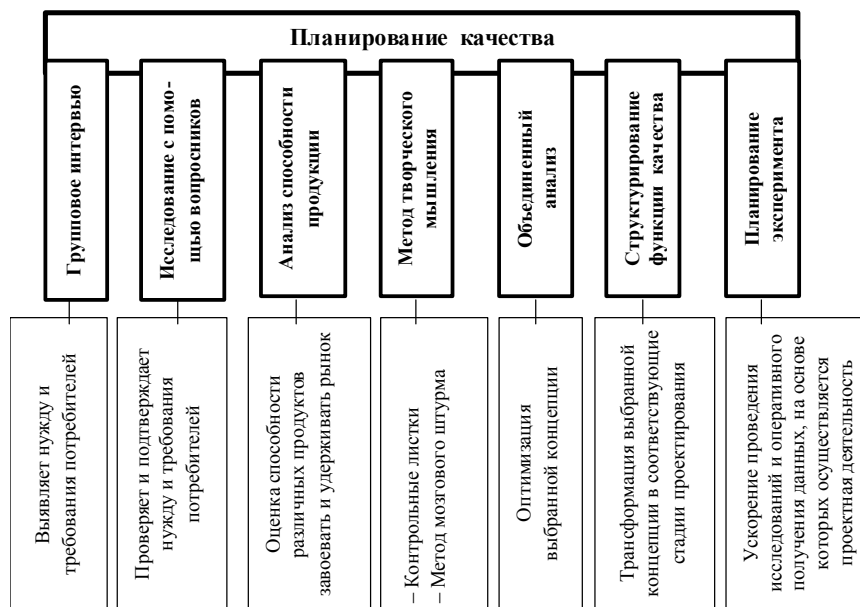 Планирование качества
Групповое интервью
Исследование с помо-
щью вопросников
Анализ способности
продукции
Метод творческого
мышления
Объединенный
анализ
Структурирование
функции качества
Планирование
эксперимента
Выявляет нужду и
требования потребителей
Проверяет и подтверждает
нужду и требования
потребителей
Оценка способности
различных продуктов
завоевать и удерживать рынок
– Контрольные листки
– Метод мозгового штурма
Оптимизация
выбранной концепции
Трансформация выбранной
концепции в соответствующие
стадии проектирования
Ускорение проведения
исследований и оперативного
получения данных, на основе
которых осуществляется
проектная деятельность